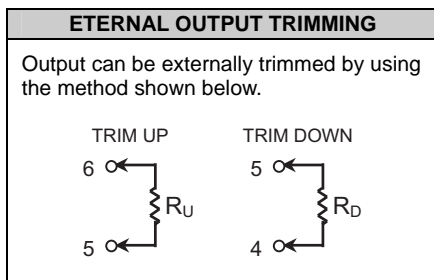 ETERNAL OUTPUT TRIMMING
Output can be externally trimmed by using
the method shown below.
TRIM UP
TRIM DOWN
6
5
RU
RD
5
4